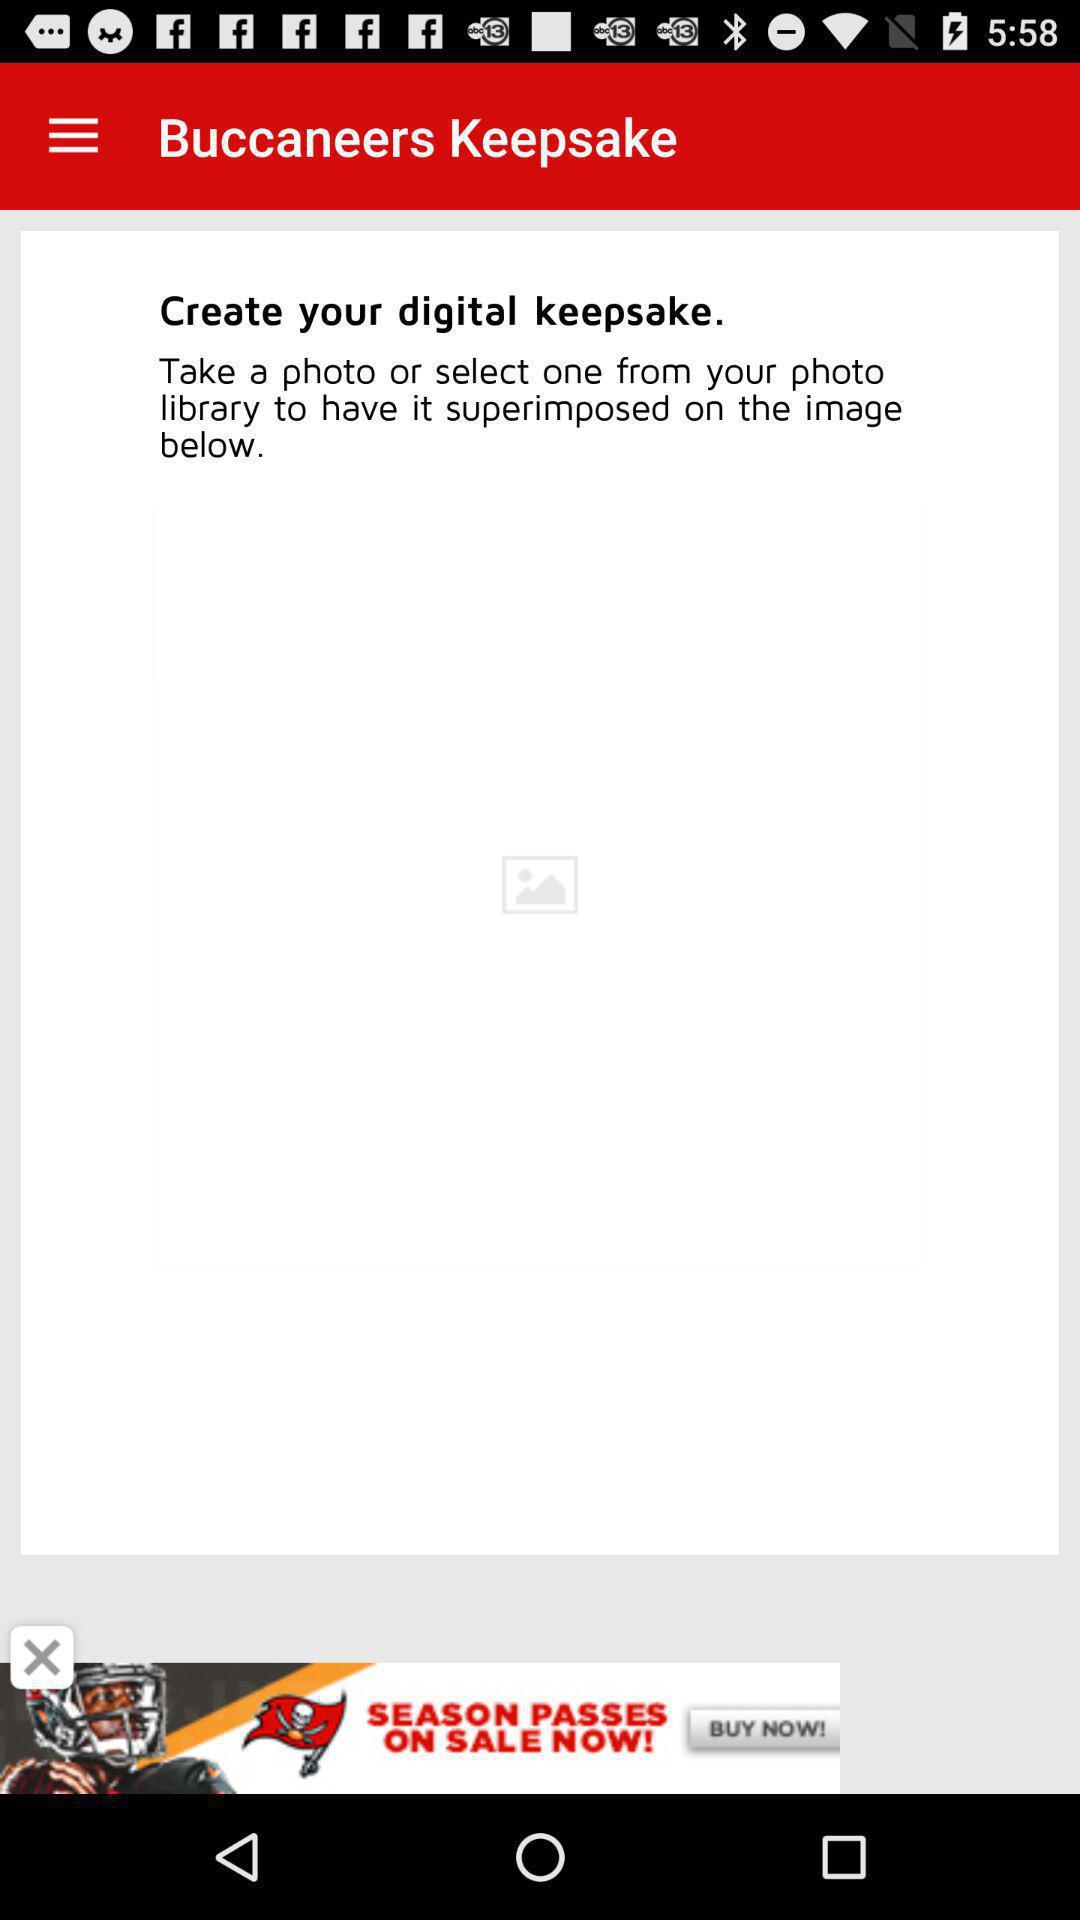 5:58
Buccaneers Keepsake
Create your digital keepsake.
Take a photo or select one from your photo
library to have it superimposed on the image
below.
SEASON PASSES
ON SALE NOW!
BUY NOW!